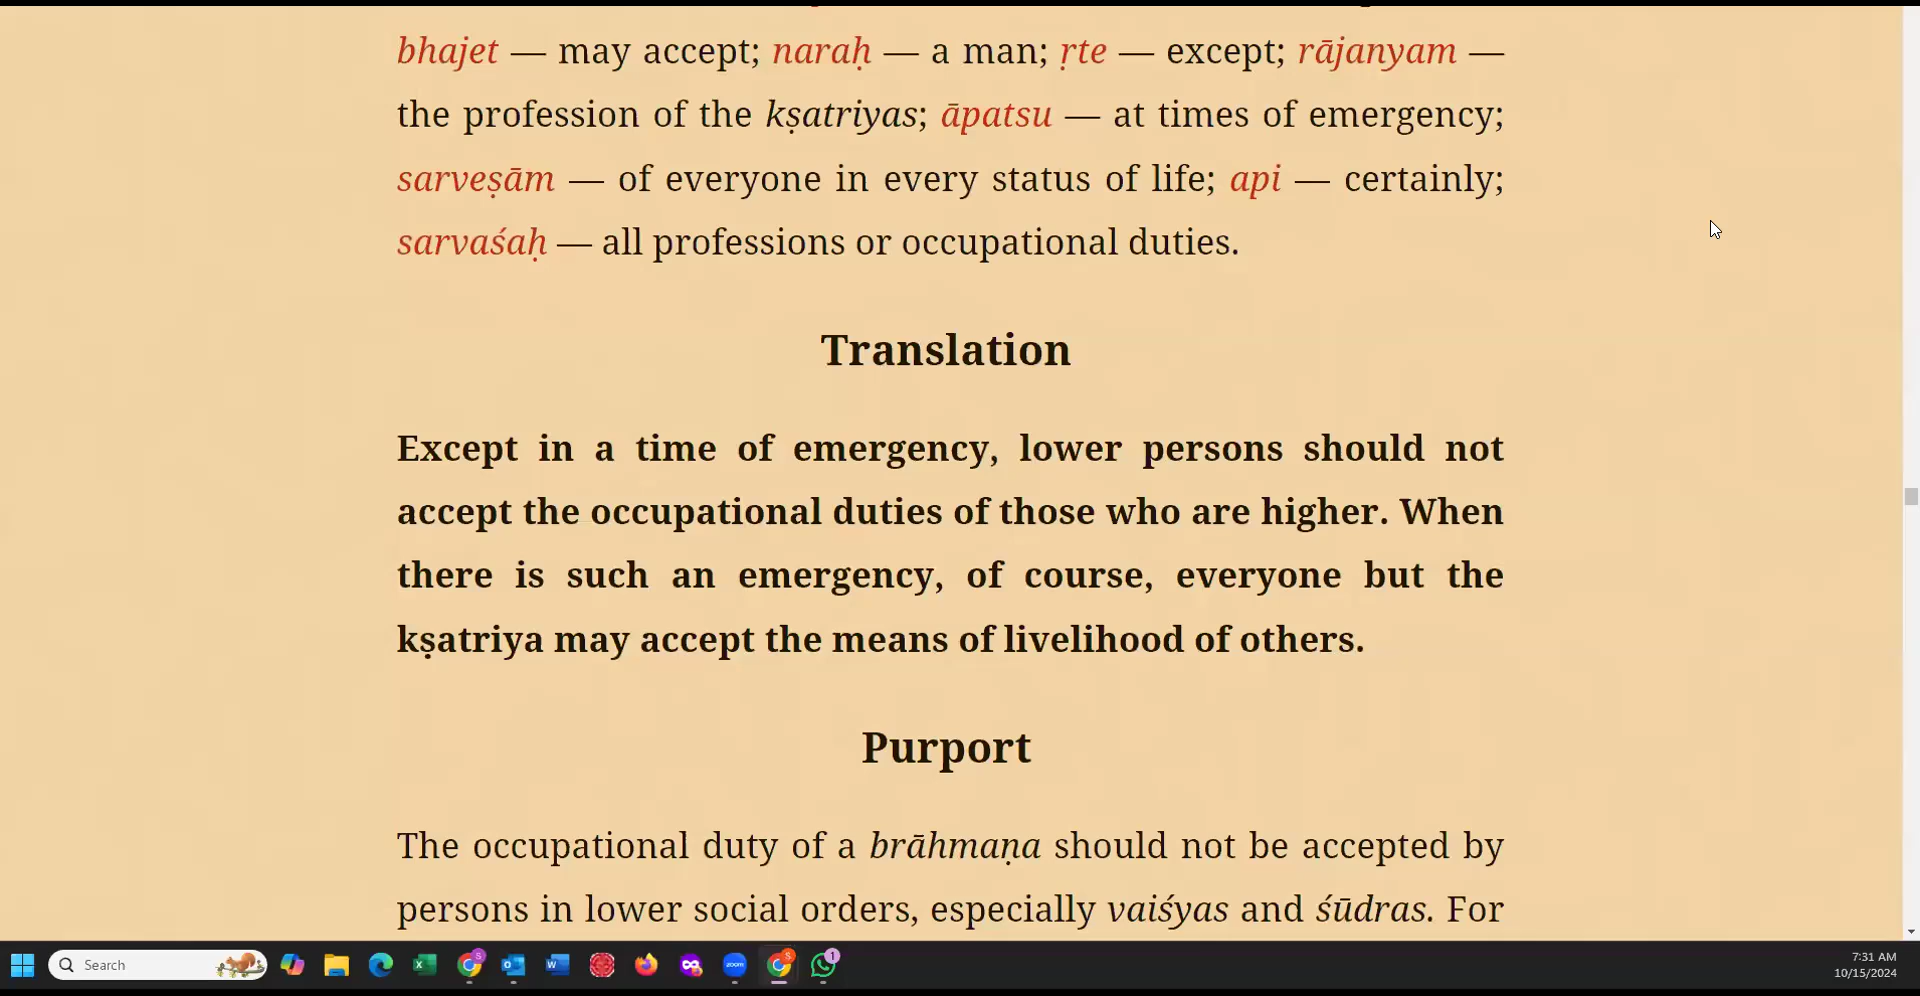 bhajet — may accept; naraḥ — a man; ṛte — except; rājanyam —
the profession of the kṣatriyas; āpatsu — at times of emergency;
sarveṣām — of everyone in every status of life; api — certainly;
sarvaśaḥ — all professions or occupational duties.
Translation
Except in a time of emergency, lower persons should not
accept the occupational duties of those who are higher. When
there is such an emergency, of course, everyone but the
kṣatriya may accept the means of livelihood of others.
Purport
The occupational duty of a brāhmaṇa should not be accepted by
persons in lower social orders, especially vaiśyas and śūdras. For
Search
zoom
S
S
1
7:31 AM
10/15/2024